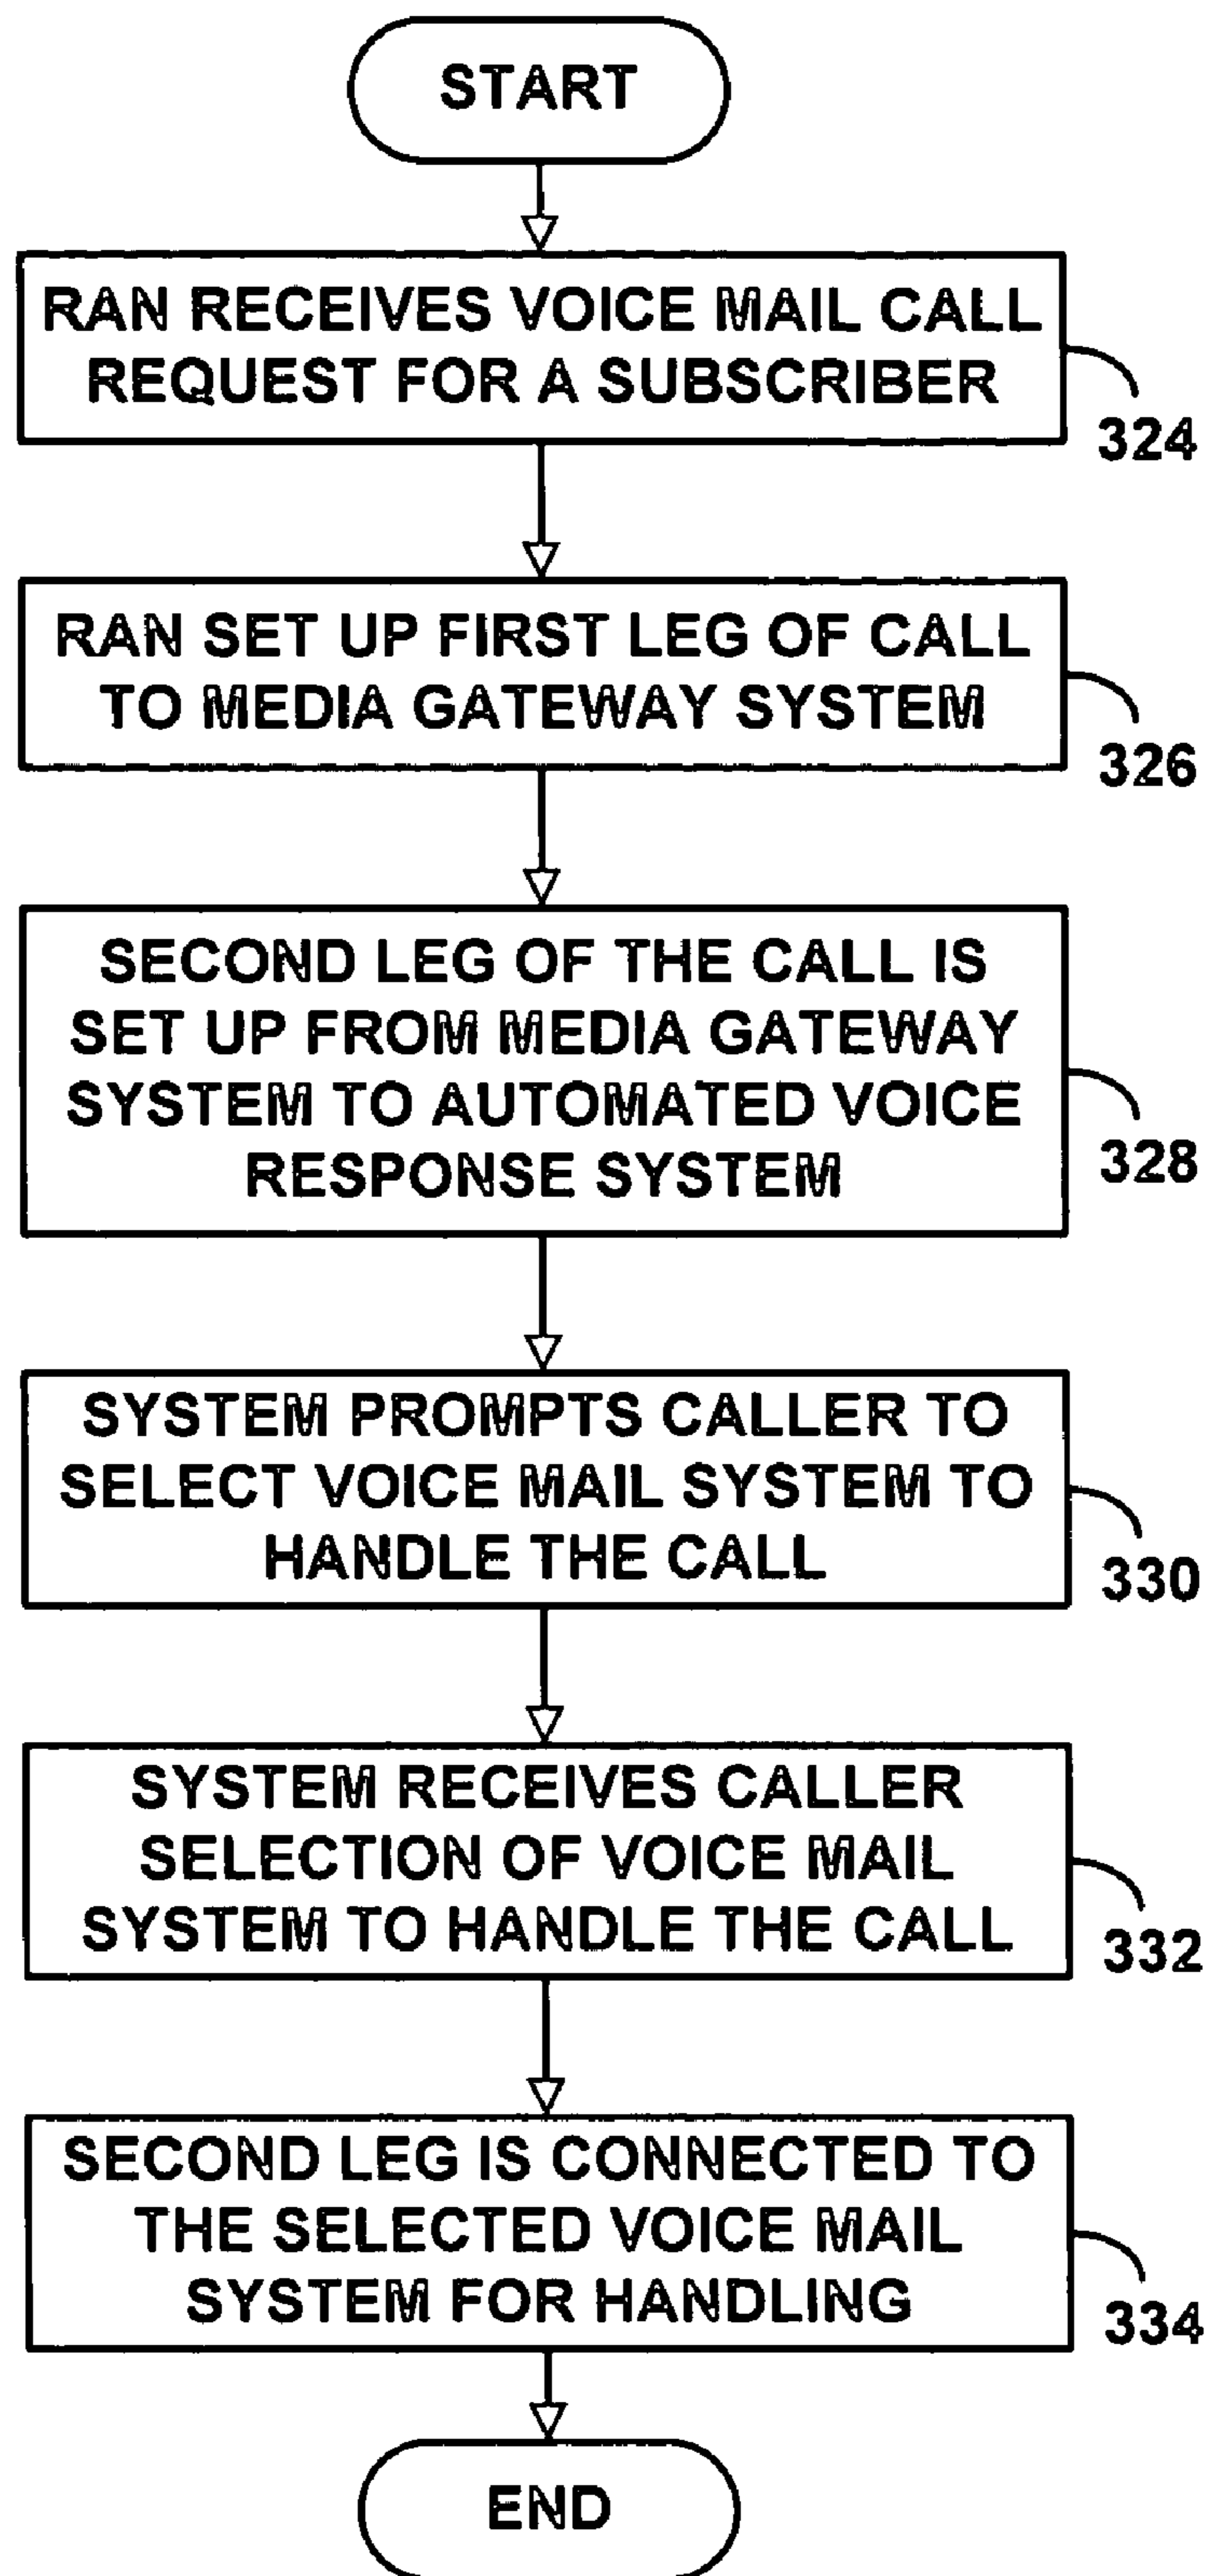 START
RAN RECEIVES VOICE MAIL CALL
REQUEST FOR A SUBSCRIBER
324
RAN SET UP FIRST LEG OF CALL
TO MEDIA GATEWAY SYSTEM
326
SECOND LEG OF THE CALL IS
SET UP FROM MEDIA GATEWAY
SYSTEM TO AUTOMATED VOICE
RESPONSE SYSTEM
328
SYSTEM PROMPTS CALLER TO
SELECT VOICE MAIL SYSTEM TO
HANDLE THE CALL
330
SYSTEM RECEIVES CALLER
SELECTION OF VOICE MAIL
SYSTEM TO HANDLE THE CALL
332
SECOND LEG IS CONNECTED TO
THE SELECTED VOICE MAIL
SYSTEM FOR HANDLING
334
END